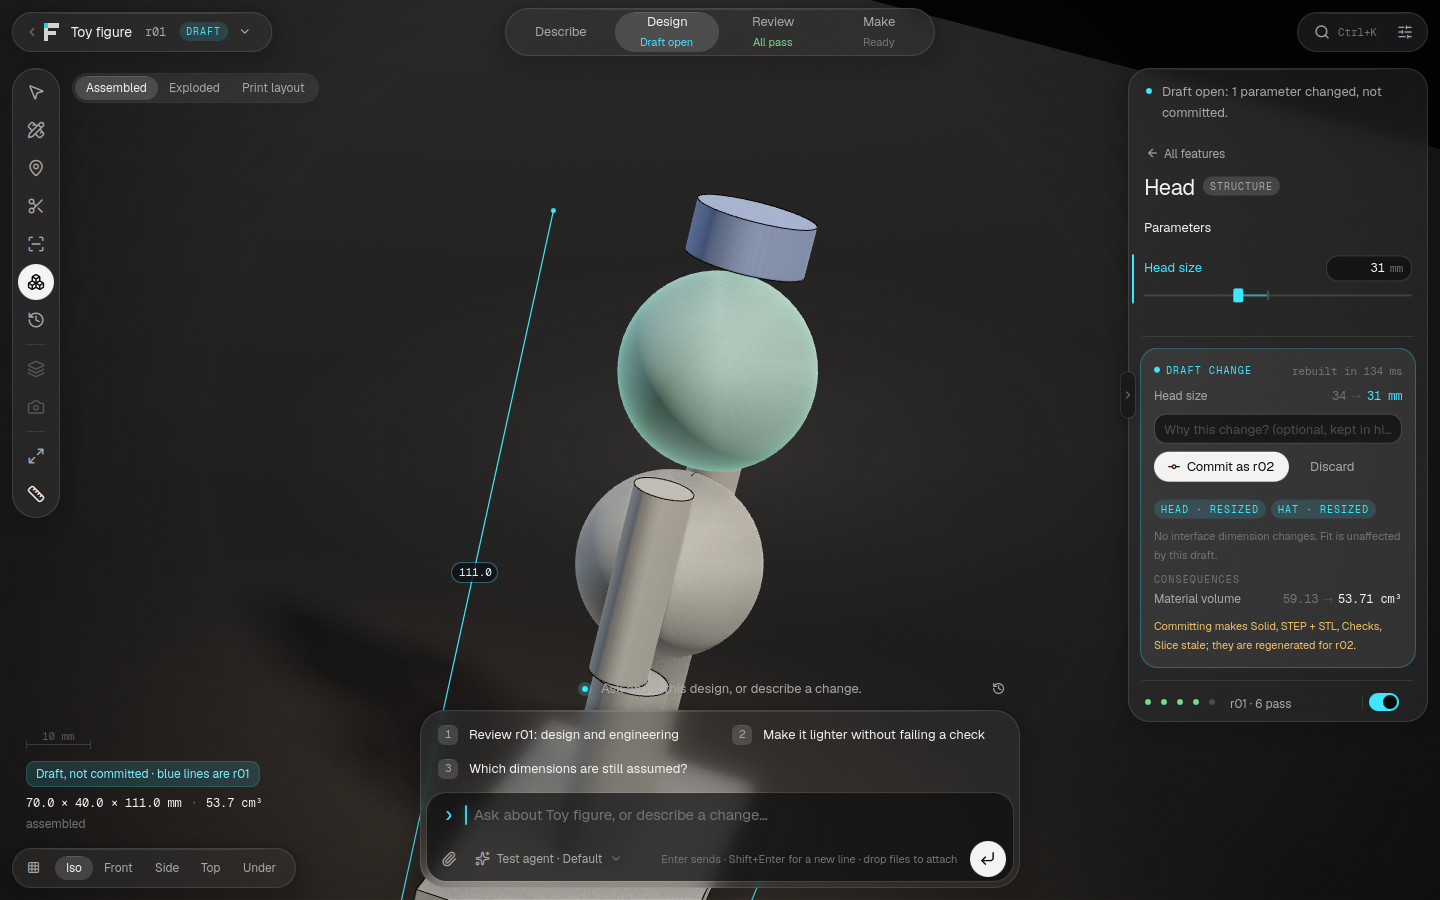 Toy figure r01 DRAFT
Describe
Design
Draft open
Review
All pass
Make
Ready
Ctrl+K
Assembled Exploded Print layout
Draft open: 1 parameter changed, not
committed.
All features
Head STRUCTURE
Parameters
Head size 31 mm
DRAFT CHANGE rebuilt in 134 ms
Head size 34 → 31 mm
Why this change? (optional, kept in hi…
Commit as r02 Discard
HEAD · RESIZED HAT · RESIZED
No interface dimension changes. Fit is unaffected
by this draft.
CONSEQUENCES
Material volume 59.13 → 53.71 cm³
Committing makes Solid, STEP + STL, Checks,
Slice stale; they are regenerated for r02.
r01 · 6 pass
111.0
design, or describe a change.
1 Review r01: design and engineering
2 Make it lighter without failing a check
3 Which dimensions are still assumed?
Ask about Toy figure, or describe a change…
Test agent · Default
Enter sends · Shift+Enter for a new line · drop files to attach
10 mm
Draft, not committed · blue lines are r01
70.0 × 40.0 × 111.0 mm · 53.7 cm³
assembled
Iso Front Side Top Under